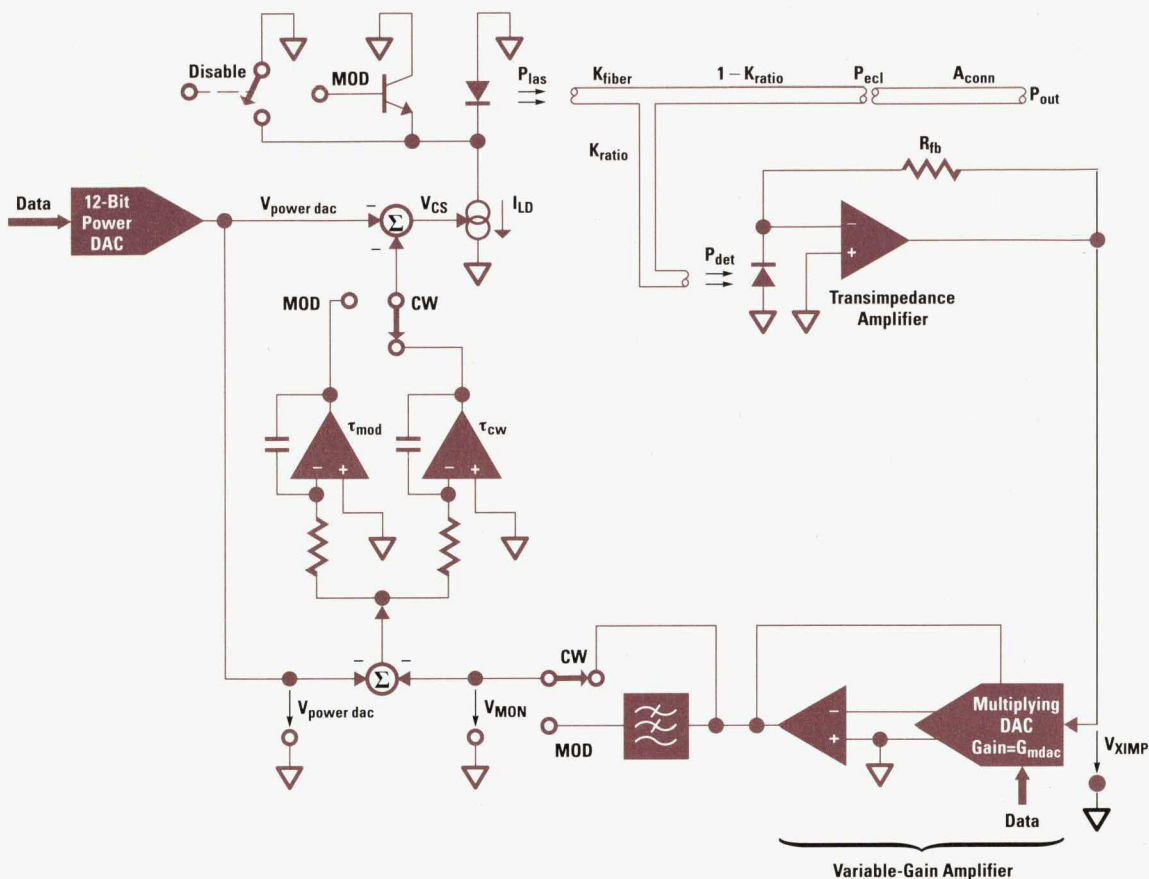 Disable
MOD
P_las
K_fiber
1 – K_ratio
P_ecl
A_conn
P_out
K_ratio
R_fb
Data
12-Bit
Power
DAC
V_power dac
–
Σ
–
V_CS
I_LD
P_det
–
+
Transimpedance
Amplifier
MOD
CW
τ_mod
τ_cw
–
+
–
+
–
Σ
–
V_power dac
V_MON
CW
MOD
–
+
Multiplying
DAC
Gain=G_mdac
V_XIMP
Data
Variable-Gain Amplifier